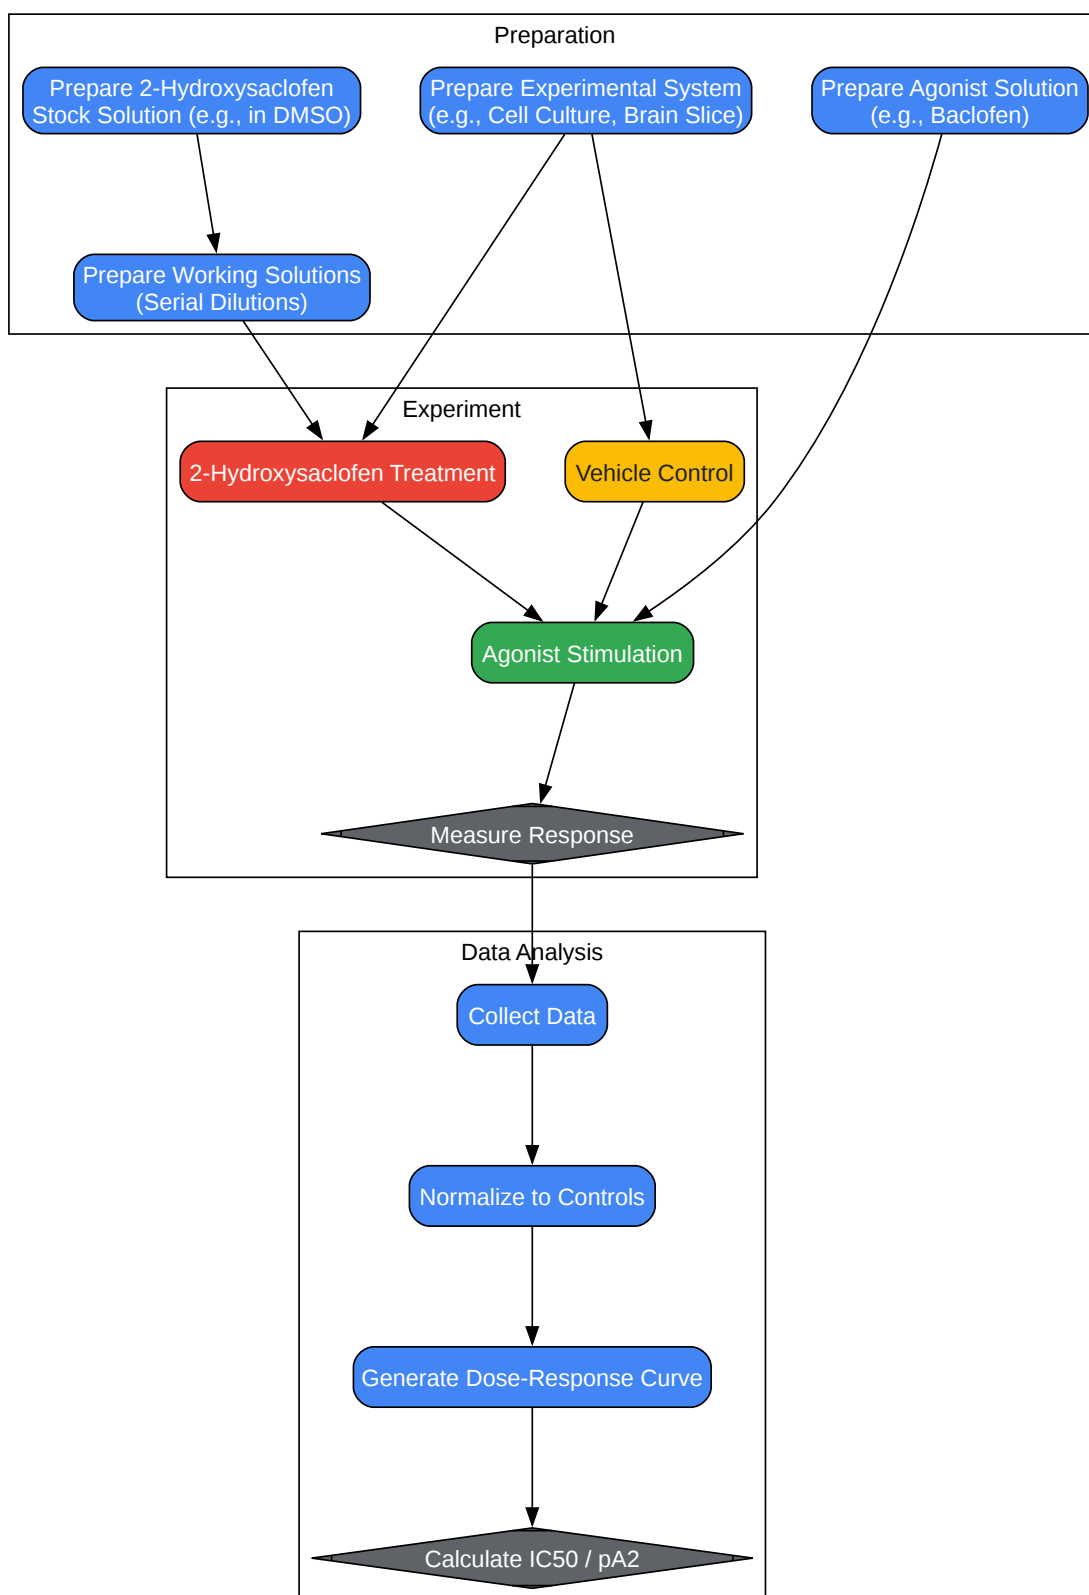 Preparation
Prepare 2-Hydroxysaclofen
Stock Solution (e.g., in DMSO)
Prepare Experimental System
(e.g., Cell Culture, Brain Slice)
Prepare Agonist Solution
(e.g., Baclofen)
Prepare Working Solutions
(Serial Dilutions)
Experiment
2-Hydroxysaclofen Treatment
Vehicle Control
Agonist Stimulation
Measure Response
Data Analysis
Collect Data
Normalize to Controls
Generate Dose-Response Curve
Calculate IC50 / pA2